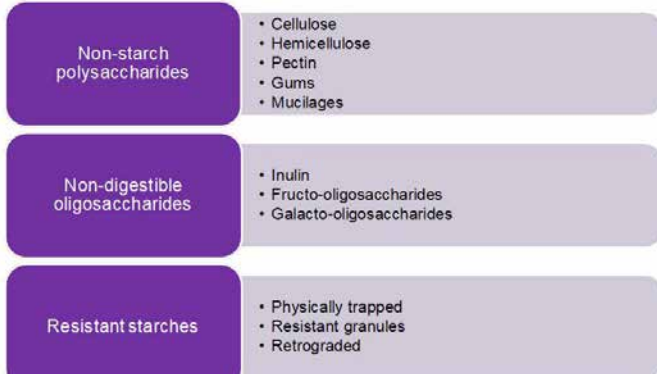 Non-starch
polysaccharides
• Cellulose
• Hemicellulose
• Pectin
• Gums
• Mucilages
Non-digestible
oligosaccharides
• Inulin
• Fructo-oligosaccharides
• Galacto-oligosaccharides
Resistant starches
• Physically trapped
• Resistant granules
• Retrograded